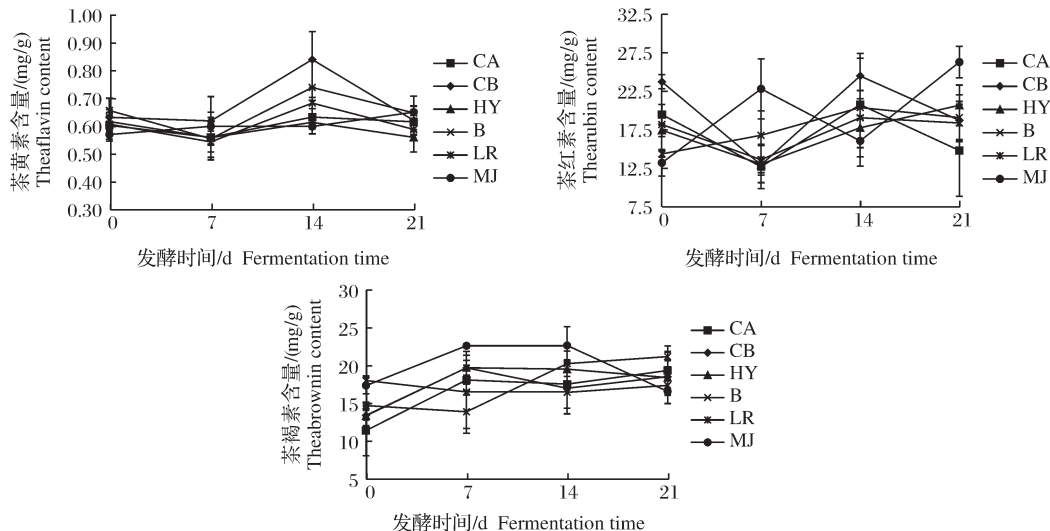 1.00
0.90
0.80
0.70
0.60
0.50
0.40
0.30
茶黄素含量/(mg/g)
Theaflavin content
0 7 14 21
发酵时间/d Fermentation time
CA
CB
HY
B
LR
MJ
32.5
27.5
22.5
17.5
12.5
7.5
茶红素含量/(mg/g)
Thearubin content
0 7 14 21
发酵时间/d Fermentation time
CA
CB
HY
B
LR
MJ
30
25
20
15
10
5
茶褐素含量/(mg/g)
Theabrownin content
0 7 14 21
发酵时间/d Fermentation time
CA
CB
HY
B
LR
MJ